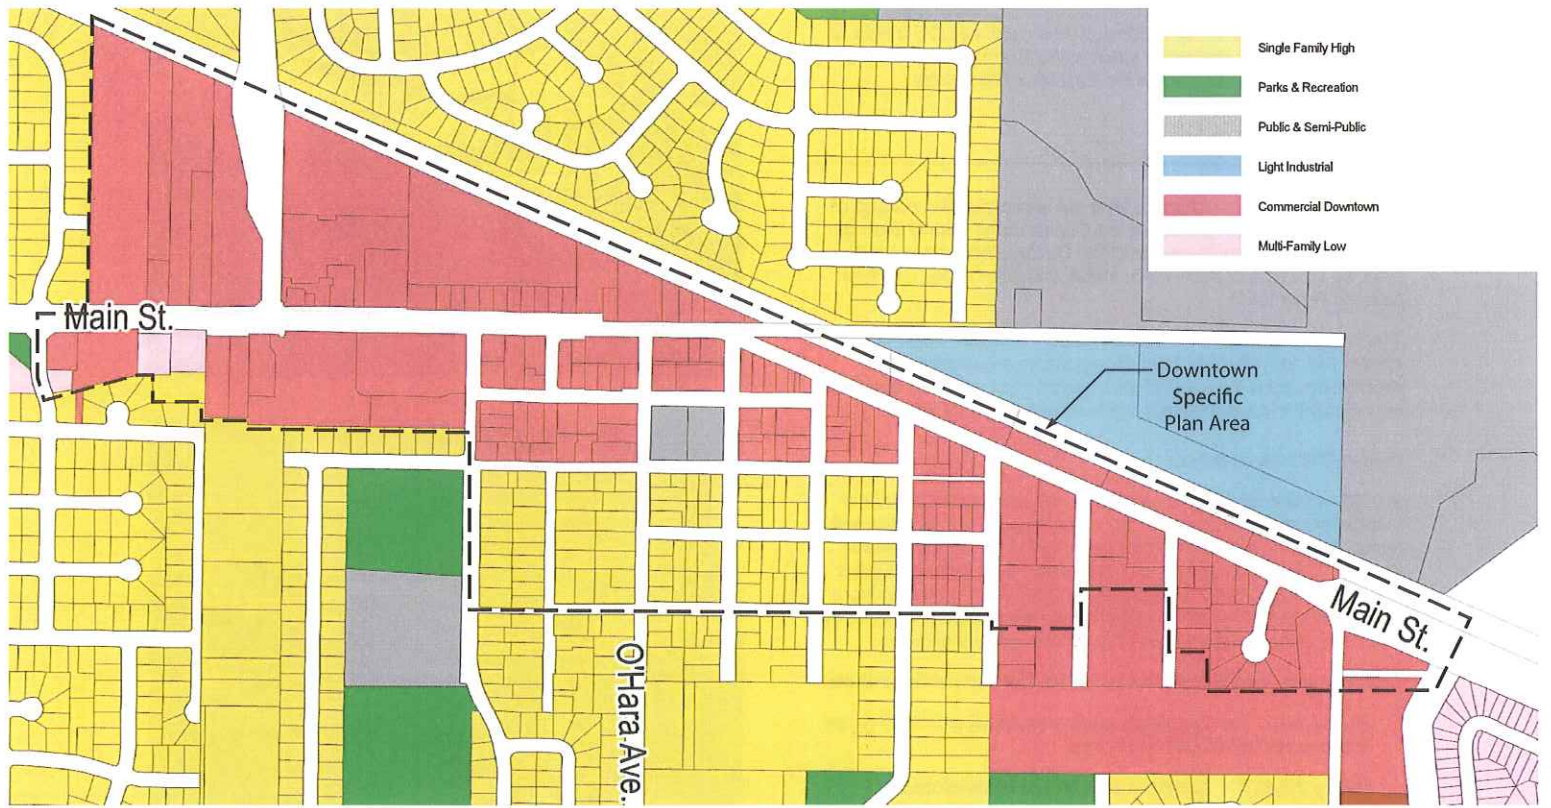 Single Family High
Parks & Recreation
Public & Semi-Public
Light Industrial
Commercial Downtown
Multi-Family Low
Main St.
Downtown
Specific
Plan Area
Main St.
O'Hara Ave.